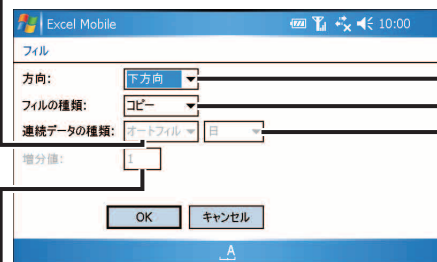 Excel Mobile 10:00
フィル
方向: 下方向
フィルの種類: コピー
連続データの種類: オートフィル 日
増分値: 1
OK キャンセル
A